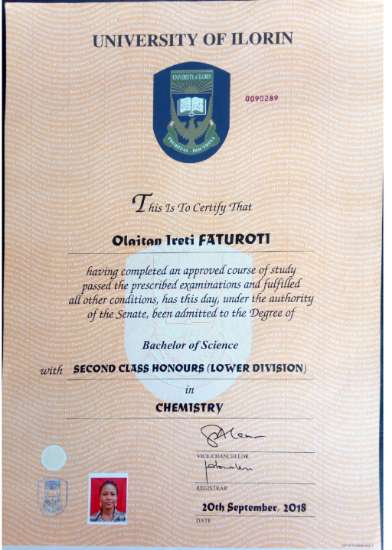 UNIVERSITY OF ILORIN
UNIVERSITY OF ILORIN
PROBITAS DOCTRINA
0090289
This Is To Certify That
Olaitan Ireti FATUROTI
having completed an approved course of study
passed the prescribed examinations and fulfilled
all other conditions, has this day, under the authority
of the Senate, been admitted to the Degree of
Bachelor of Science
with SECOND CLASS HONOURS (LOWER DIVISION)
in
CHEMISTRY
VICE-CHANCELLOR
REGISTRAR
20th September, 2018
DATE